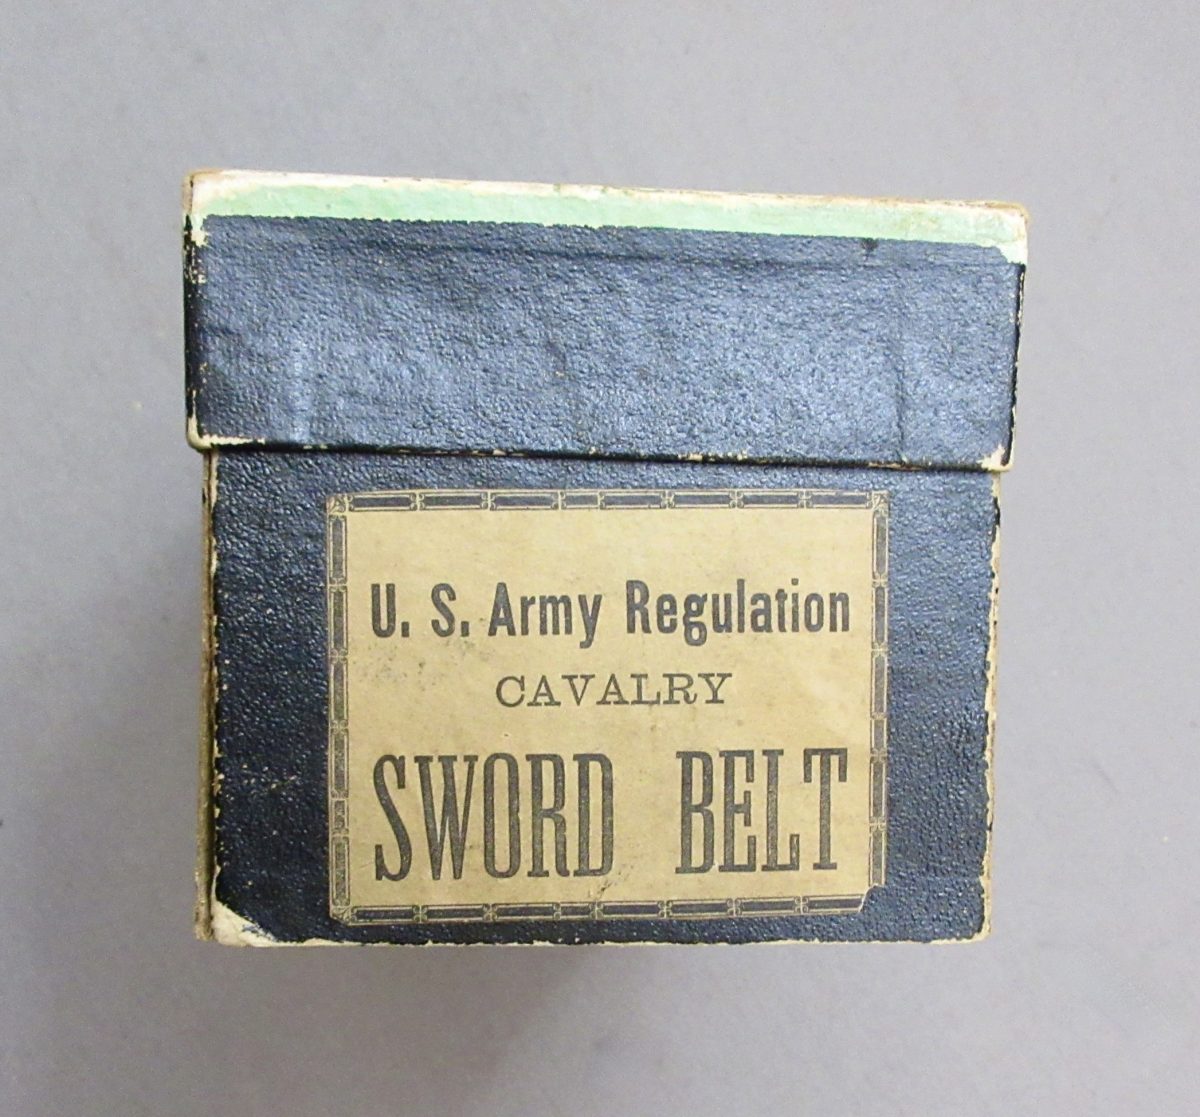 U. S. Army Regulation
CAVALRY
SWORD BELT